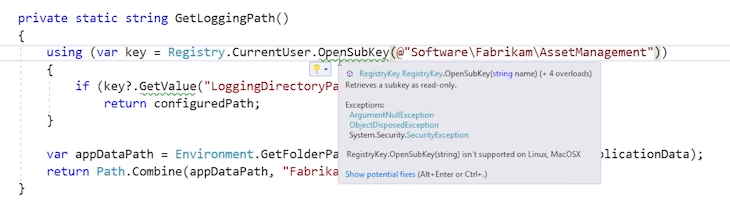 private static string GetLoggingPath()
{
using (var key = Registry.CurrentUser.OpenSubKey(@"Software\Fabrikam\AssetManagement"))
{
if (key?.GetValue("LoggingDirectoryPa
return configuredPath;
}
RegistryKey RegistryKey.OpenSubKey(string name) (+ 4 overloads)
Retrieves a subkey as read-only.
Exceptions:
ArgumentNullException
ObjectDisposedException
System.Security.SecurityException
RegistryKey.OpenSubKey(string) isn't supported on Linux, MacOSX
Show potential fixes (Alt+Enter or Ctrl+.)
var appDataPath = Environment.GetFolderPa plicationData);
return Path.Combine(appDataPath, "Fabrika
}